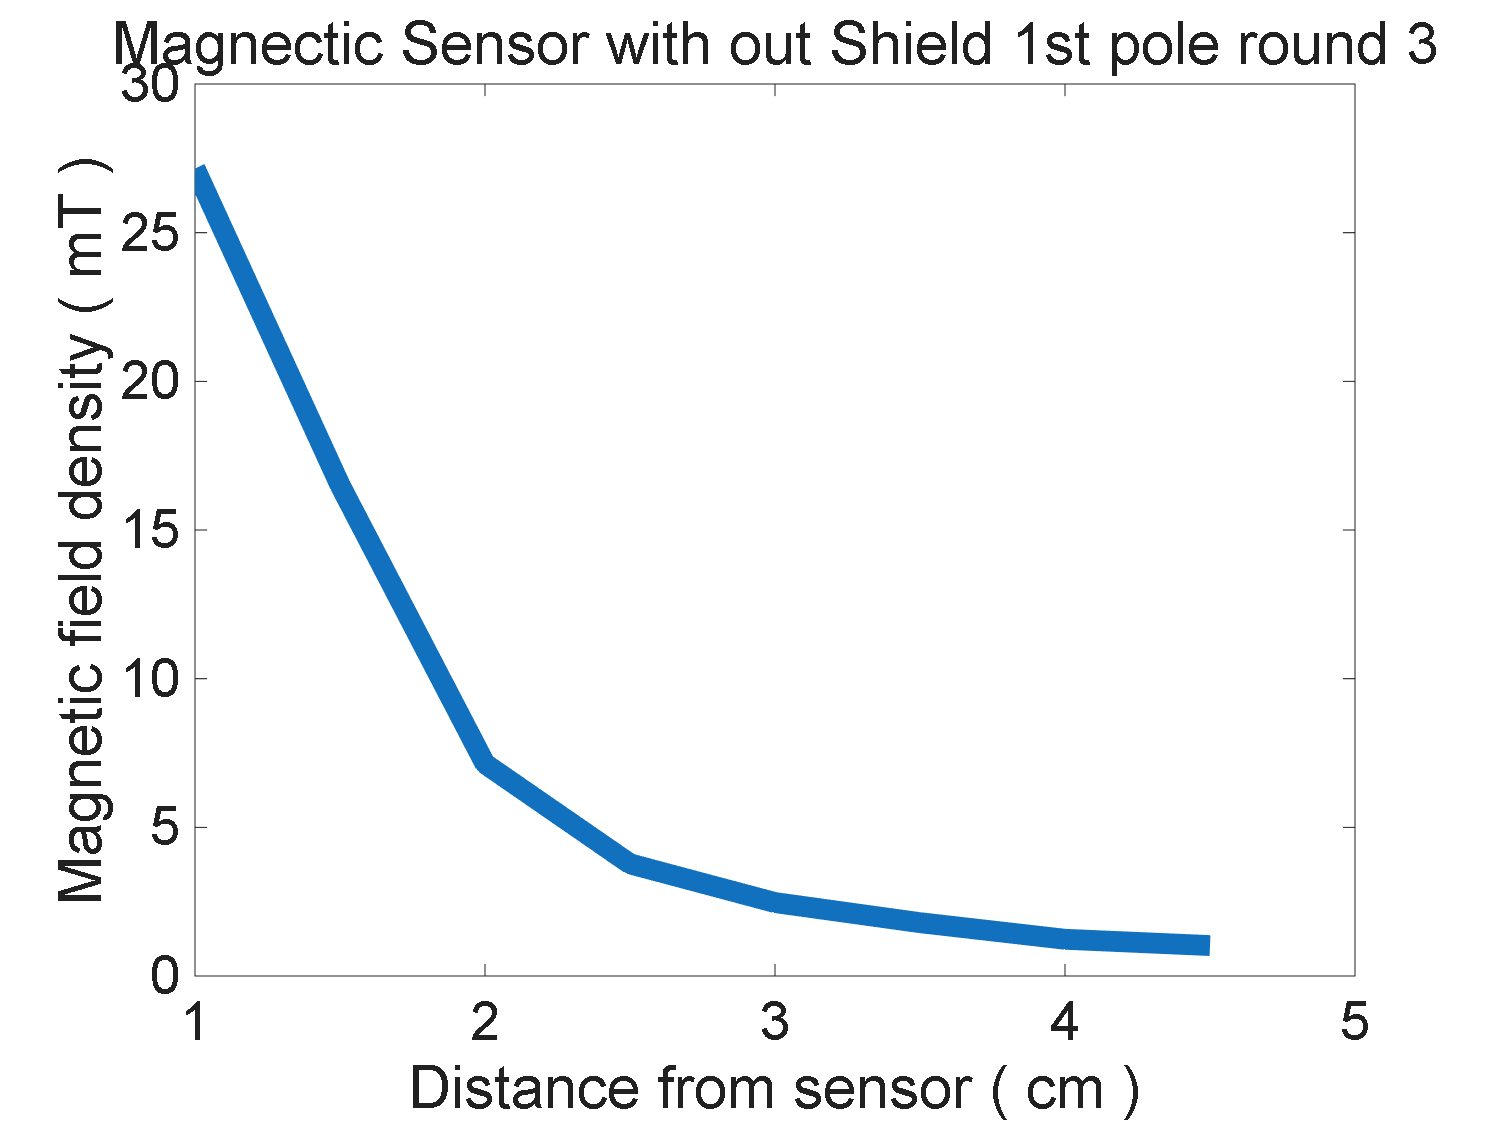 Magnectic Sensor with out Shield 1st pole round 3
Magnetic field density ( mT )
30
25
20
15
10
5
0
1 2 3 4 5
Distance from sensor ( cm )